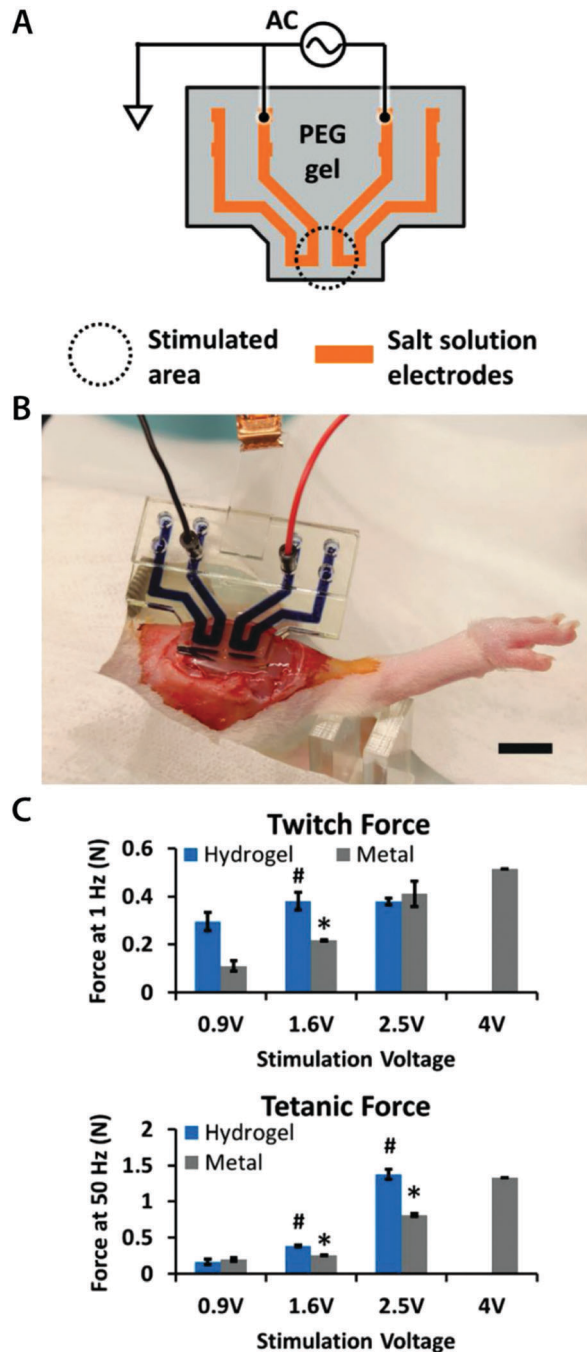 A
AC
PEG
gel
Stimulated
area
Salt solution
electrodes
B
C
Twitch Force
Hydrogel Metal
Force at 1 Hz (N)
0.6
0.4
0.2
0
#
*
0.9V 1.6V 2.5V 4V
Stimulation Voltage
Tetanic Force
Hydrogel
Metal
Force at 50 Hz (N)
2
1.5
1
0.5
0
#
*
#
*
0.9V 1.6V 2.5V 4V
Stimulation Voltage